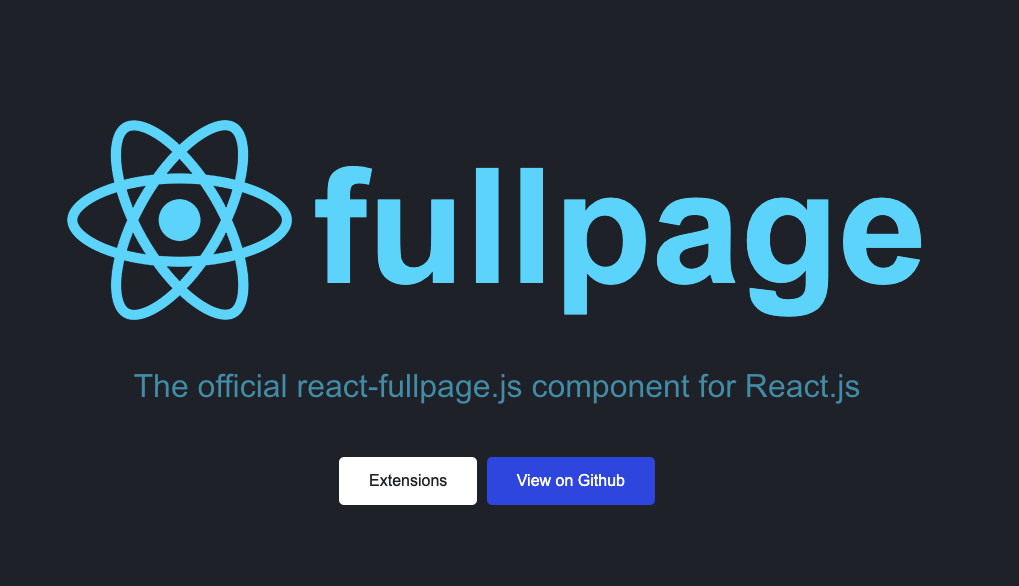 fullpage
The official react-fullpage.js component for React.js
Extensions
View on Github